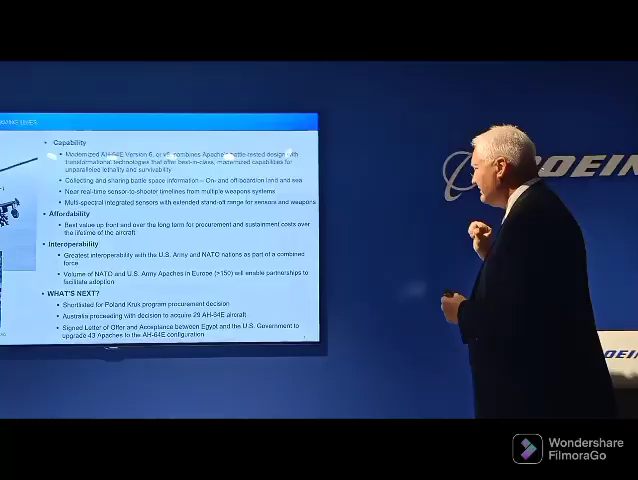 • Capability
• Modernized AH-64E Version 6, or v6, combines Apache's battle-tested design with
transformational technologies that offer best-in-class, modernized capabilities for
unparalleled lethality and survivability
• Collecting and sharing battle space information – On- and off-board/on land and sea
• Near real-time sensor-to-shooter timelines from multiple weapons systems
• Multi-spectral integrated sensors with extended stand-off range for sensors and weapons
• Affordability
• Best value up front and over the long term for procurement and sustainment costs over
the lifetime of the aircraft
• Interoperability
• Greatest interoperability with the U.S. Army and NATO nations as part of a combined
force
• Volume of NATO and U.S. Army Apaches in Europe (>150) will enable partnerships to
facilitate adoption
• WHAT'S NEXT?
• Shortlisted for Poland Kruk program procurement decision
• Australia proceeding with decision to acquire 29 AH-64E aircraft
• Signed Letter of Offer and Acceptance between Egypt and the U.S. Government to
upgrade 43 Apaches to the AH-64E configuration
BOEIN
OEING
Wondershare
FilmoraGo